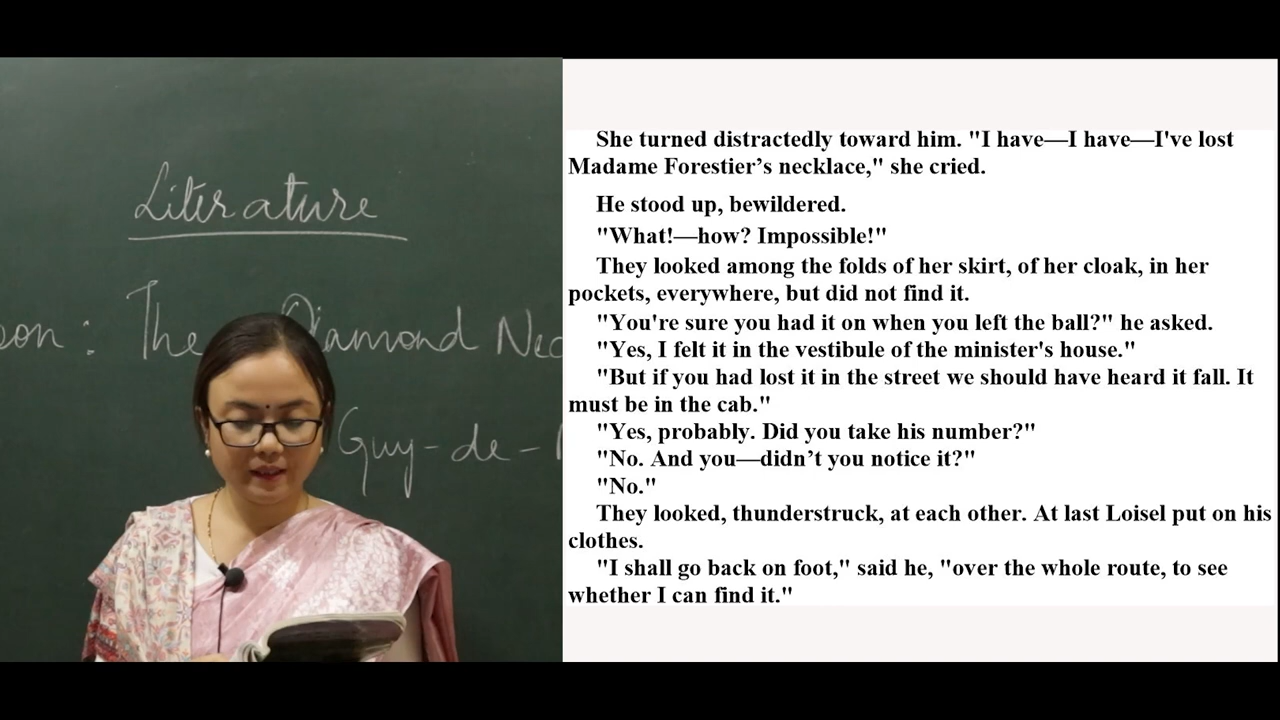 Literature
son : The Diamond Nec
Guy-de-
She turned distractedly toward him. "I have—I have—I've lost
Madame Forestier’s necklace," she cried.
He stood up, bewildered.
"What!—how? Impossible!"
They looked among the folds of her skirt, of her cloak, in her
pockets, everywhere, but did not find it.
"You're sure you had it on when you left the ball?" he asked.
"Yes, I felt it in the vestibule of the minister's house."
"But if you had lost it in the street we should have heard it fall. It
must be in the cab."
"Yes, probably. Did you take his number?"
"No. And you—didn’t you notice it?"
"No."
They looked, thunderstruck, at each other. At last Loisel put on his
clothes.
"I shall go back on foot," said he, "over the whole route, to see
whether I can find it."